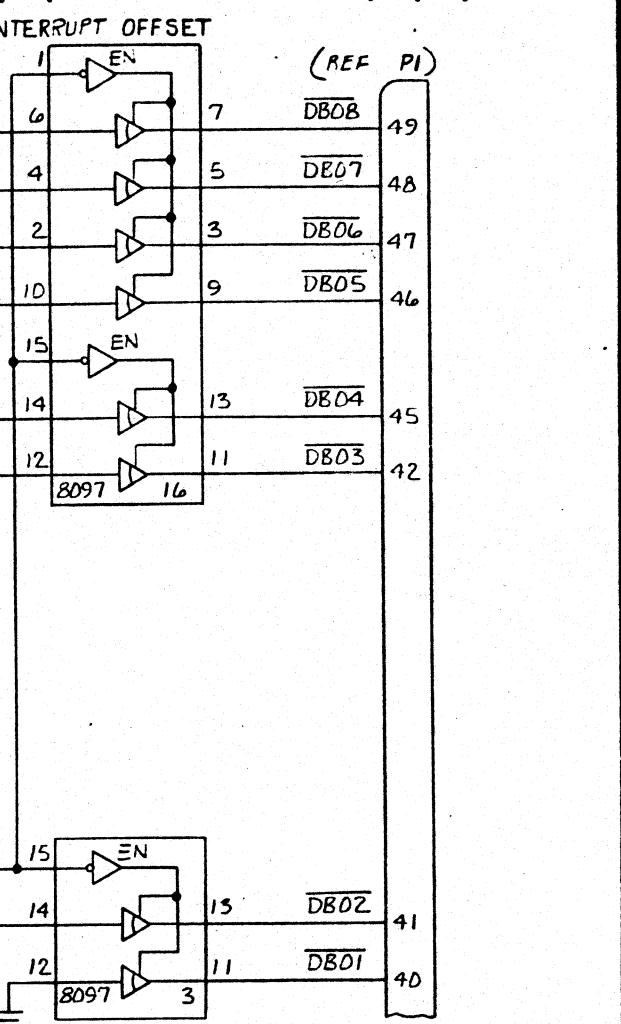 NTERRUPT OFFSET
(REF P1)
1 EN
6 7 DB08 49
4 5 DB07 48
2 3 DB06 47
10 9 DB05 46
15 EN
14 13 DB04 45
12 11 DB03 42
8097 16
15 EN
14 13 DB02 41
12 11 DB01 40
8097 3